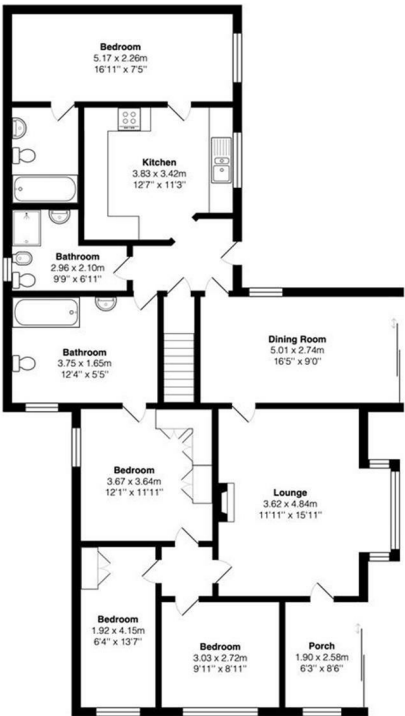 Bedroom
5.17 x 2.26m
16'11'' x 7'5''
Kitchen
3.83 x 3.42m
12'7'' x 11'3''
Bathroom
2.96 x 2.10m
9'9'' x 6'11''
Bathroom
3.75 x 1.65m
12'4'' x 5'5''
Dining Room
5.01 x 2.74m
16'5'' x 9'0''
Bedroom
3.67 x 3.64m
12'1'' x 11'11''
Lounge
3.62 x 4.84m
11'11'' x 15'11''
Bedroom
1.92 x 4.15m
6'4'' x 13'7''
Bedroom
3.03 x 2.72m
9'11'' x 8'11''
Porch
1.90 x 2.58m
6'3'' x 8'6''